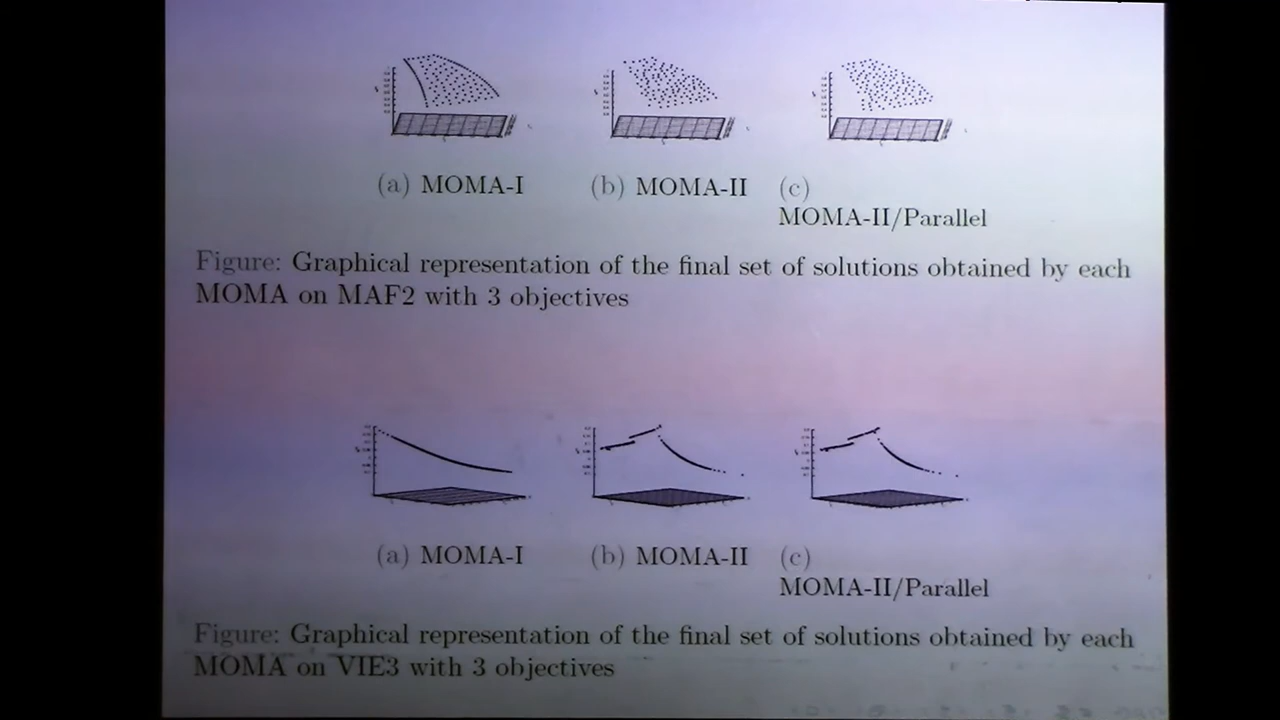 (a) MOMA-I
(b) MOMA-II
(c)
MOMA-II/Parallel
Figure: Graphical representation of the final set of solutions obtained by each
MOMA on MAF2 with 3 objectives
(a) MOMA-I
(b) MOMA-II
(c)
MOMA-II/Parallel
Figure: Graphical representation of the final set of solutions obtained by each
MOMA on VIE3 with 3 objectives